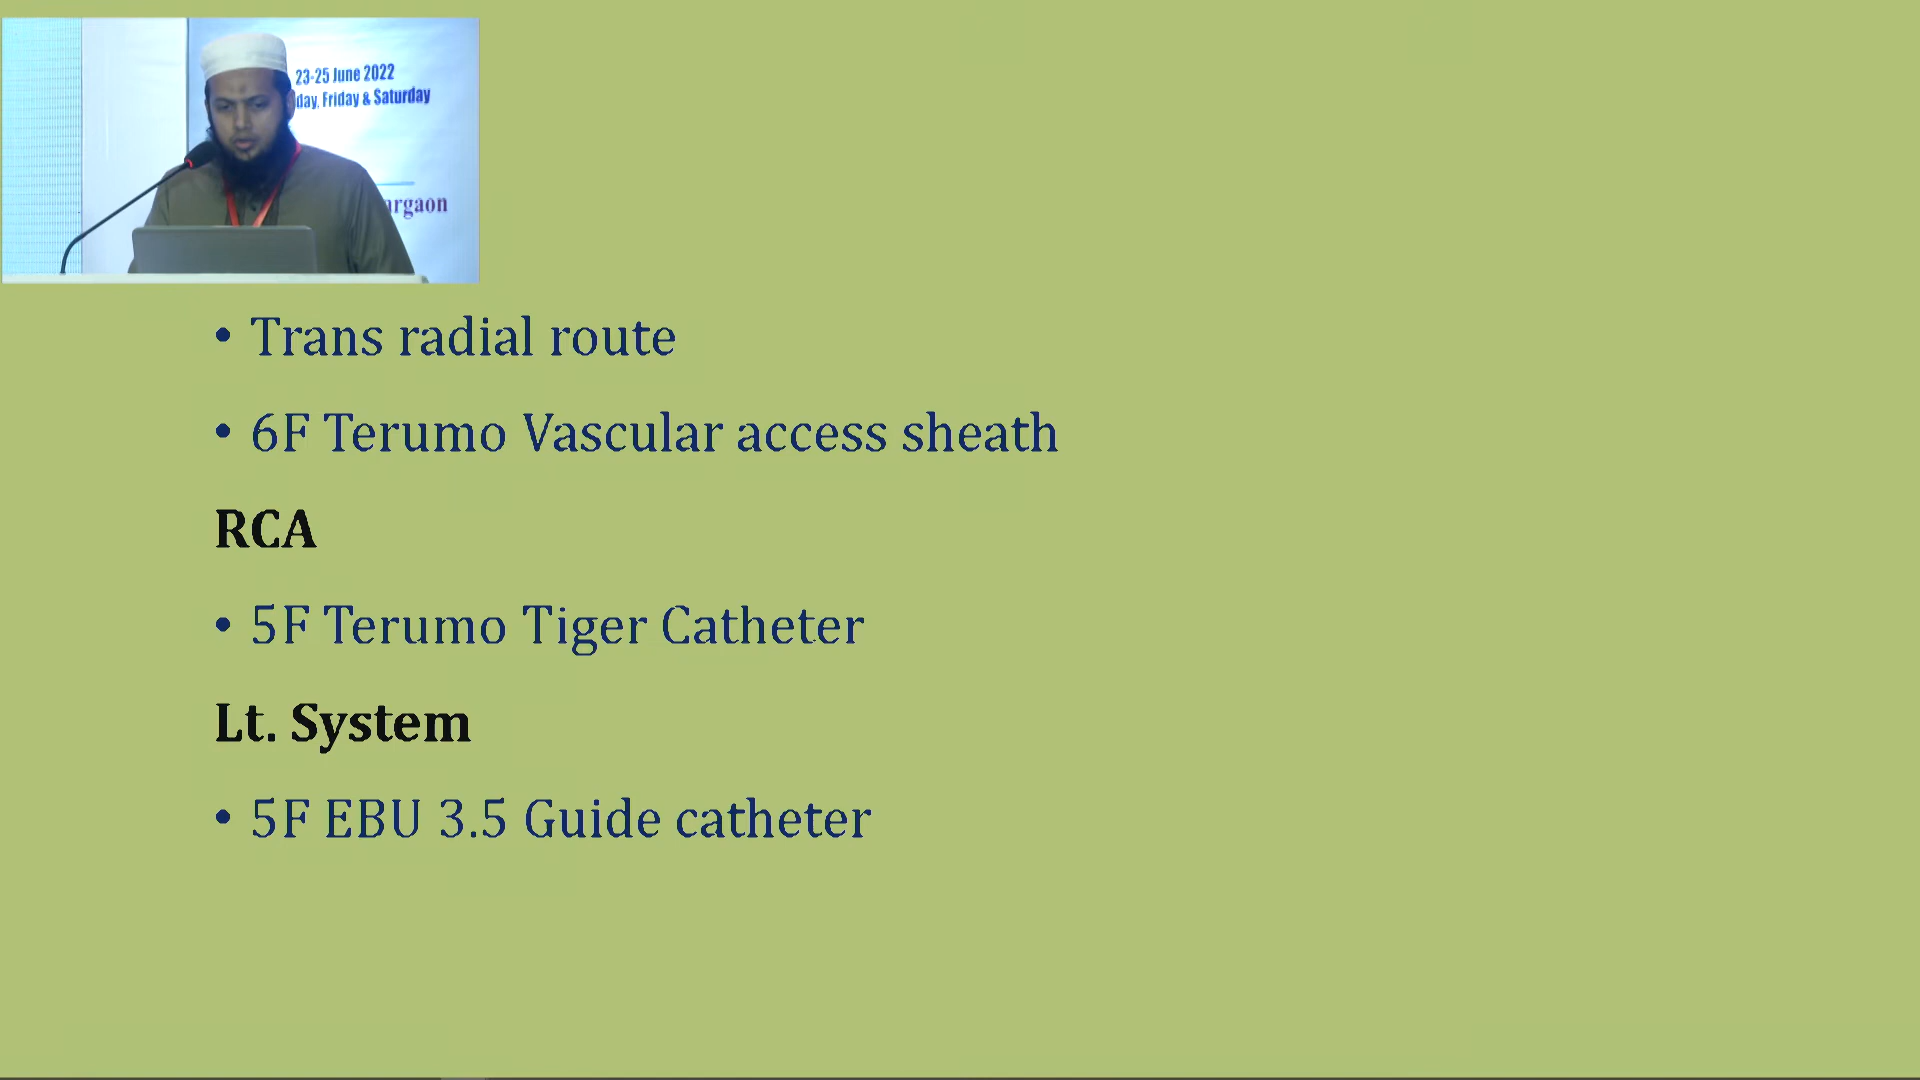 23-25 June 2022
Friday & Saturday
• Trans radial route
• 6F Terumo Vascular access sheath
RCA
• 5F Terumo Tiger Catheter
Lt. System
• 5F EBU 3.5 Guide catheter